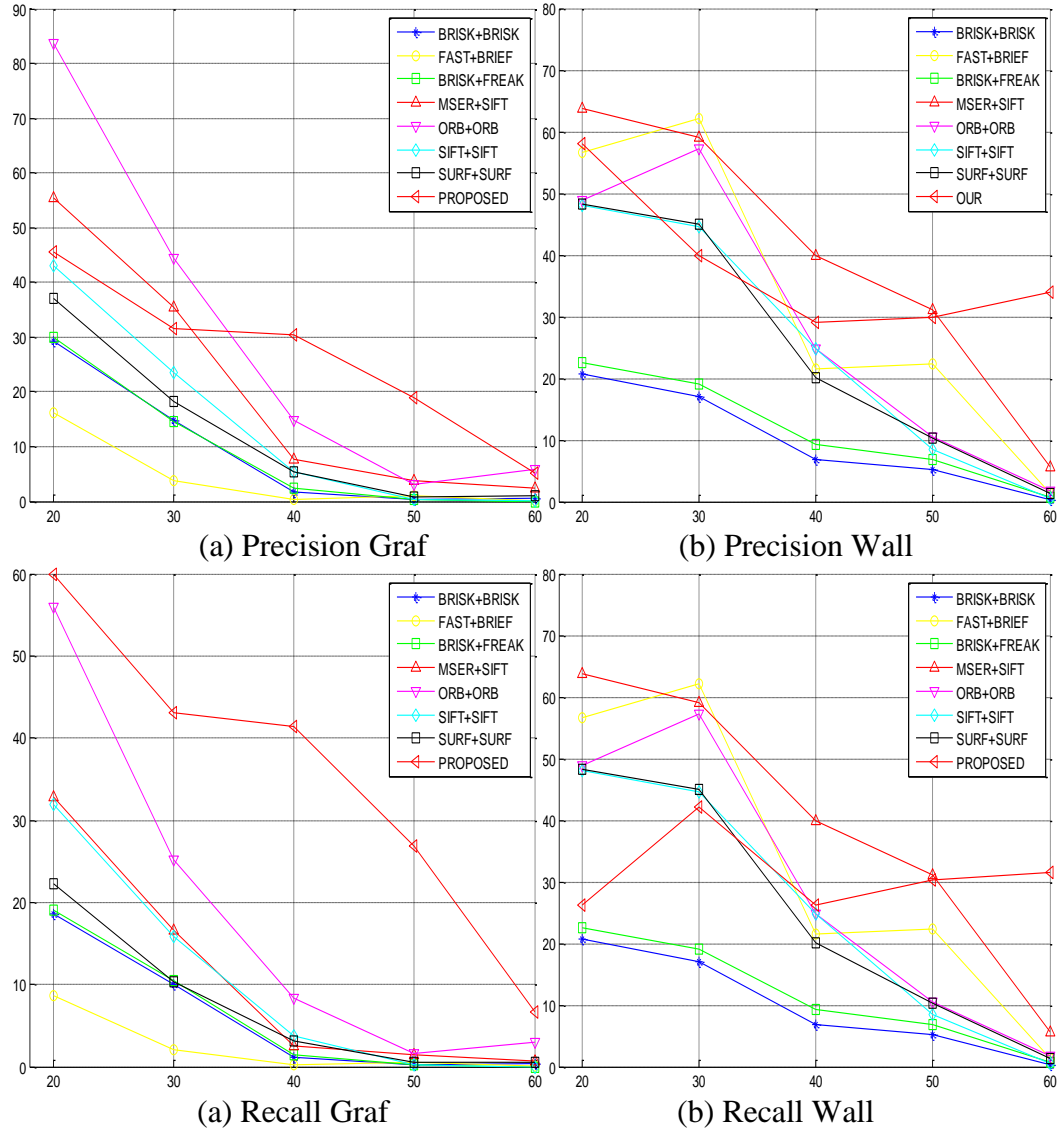 90
80
70
60
50
40
30
20
10
0
20 30 40 50 60
BRISK+BRISK
FAST+BRIEF
BRISK+FREAK
MSER+SIFT
ORB+ORB
SIFT+SIFT
SURF+SURF
PROPOSED
(a) Precision Graf
80
70
60
50
40
30
20
10
0
20 30 40 50 60
BRISK+BRISK
FAST+BRIEF
BRISK+FREAK
MSER+SIFT
ORB+ORB
SIFT+SIFT
SURF+SURF
OUR
(b) Precision Wall
60
50
40
30
20
10
0
20 30 40 50 60
BRISK+BRISK
FAST+BRIEF
BRISK+FREAK
MSER+SIFT
ORB+ORB
SIFT+SIFT
SURF+SURF
PROPOSED
(a) Recall Graf
80
70
60
50
40
30
20
10
0
20 30 40 50 60
BRISK+BRISK
FAST+BRIEF
BRISK+FREAK
MSER+SIFT
ORB+ORB
SIFT+SIFT
SURF+SURF
PROPOSED
(b) Recall Wall